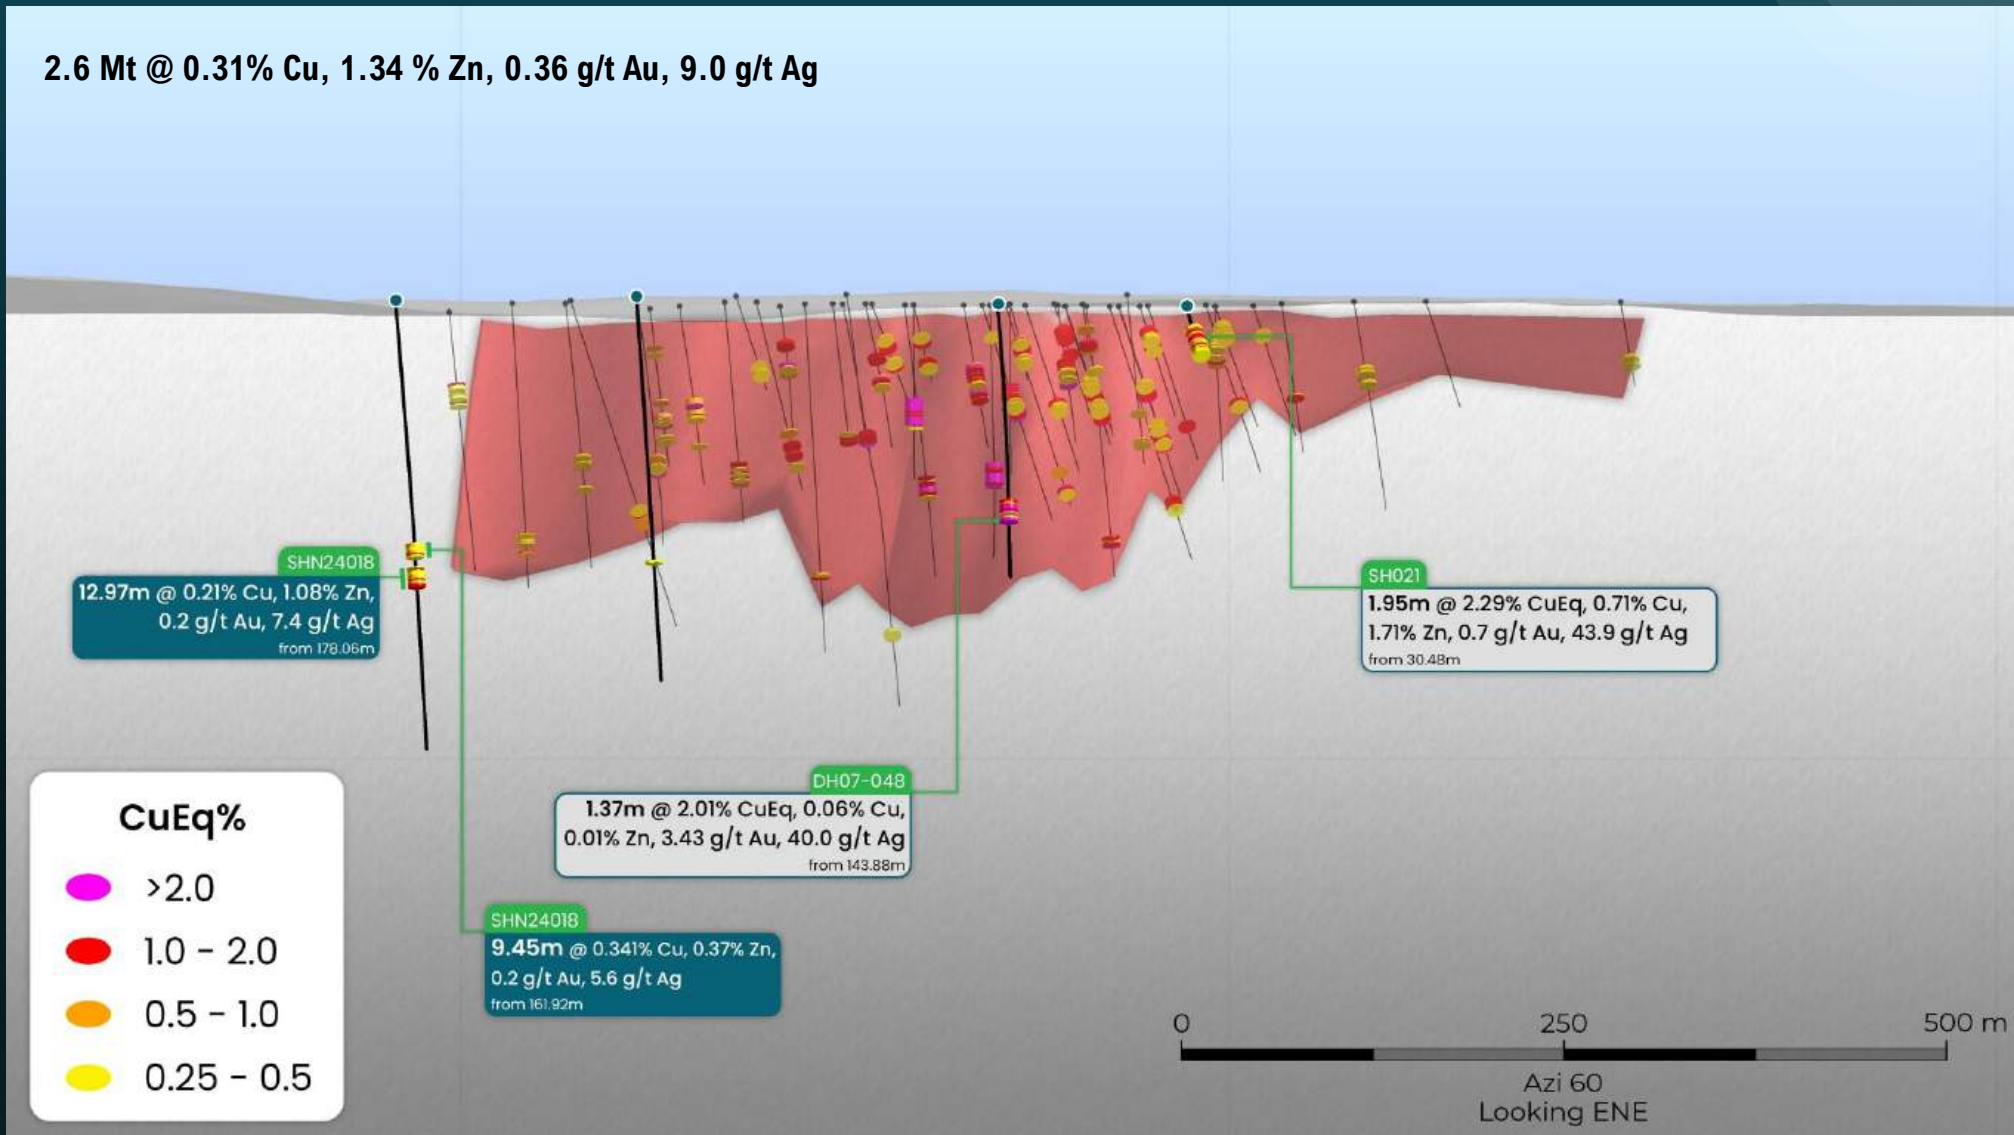 2.6 Mt @ 0.31% Cu, 1.34 % Zn, 0.36 g/t Au, 9.0 g/t Ag
SHN24018
12.97m @ 0.21% Cu, 1.08% Zn,
0.2 g/t Au, 7.4 g/t Ag
from 178.06m
SH021
1.95m @ 2.29% CuEq, 0.71% Cu,
1.71% Zn, 0.7 g/t Au, 43.9 g/t Ag
from 30.48m
DH07-048
1.37m @ 2.01% CuEq, 0.06% Cu,
0.01% Zn, 3.43 g/t Au, 40.0 g/t Ag
from 143.88m
SHN24018
9.45m @ 0.341% Cu, 0.37% Zn,
0.2 g/t Au, 5.6 g/t Ag
from 161.92m
CuEq%
>2.0
1.0 - 2.0
0.5 - 1.0
0.25 - 0.5
0 250 500 m
Azi 60
Looking ENE